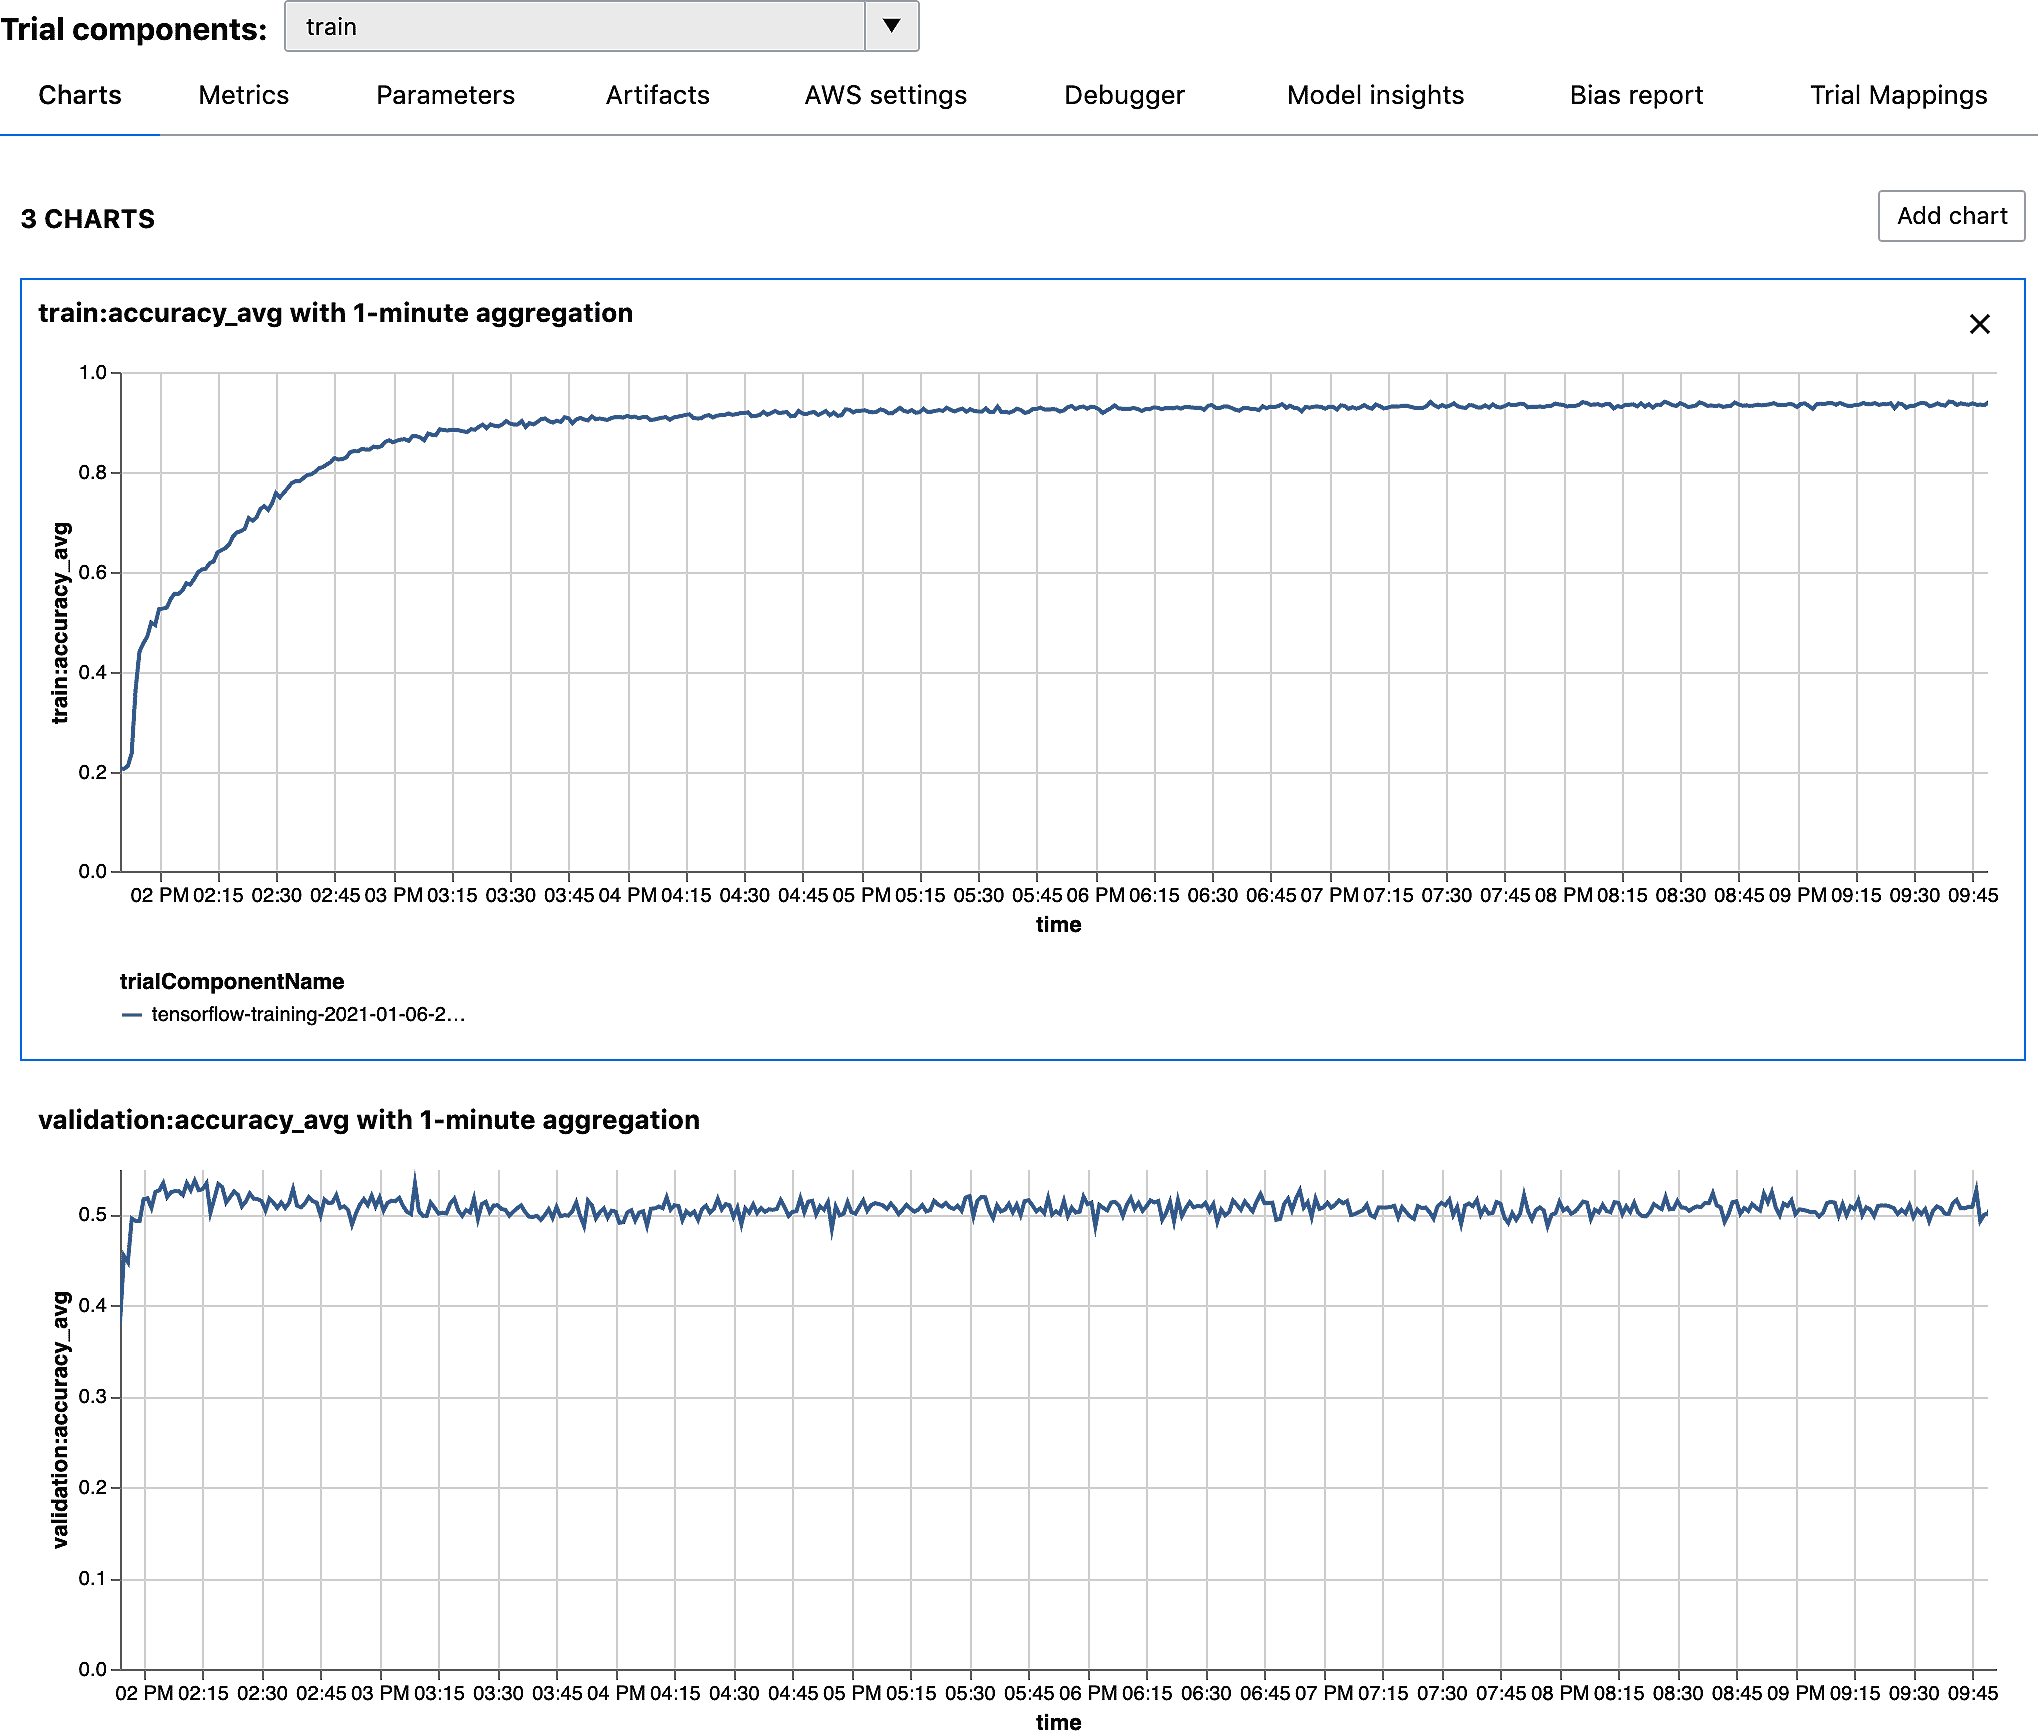 Trial components: train
Charts Metrics Parameters Artifacts AWS settings Debugger Model insights Bias report Trial Mappings
3 CHARTS
Add chart
train:accuracy_avg with 1-minute aggregation
1.0
0.8
0.6
0.4
0.2
0.0
train:accuracy_avg
02 PM 02:15 02:30 02:45 03 PM 03:15 03:30 03:45 04 PM 04:15 04:30 04:45 05 PM 05:15 05:30 05:45 06 PM 06:15 06:30 06:45 07 PM 07:15 07:30 07:45 08 PM 08:15 08:30 08:45 09 PM 09:15 09:30 09:45
time
trialComponentName
tensorflow-training-2021-01-06-2…
validation:accuracy_avg with 1-minute aggregation
0.5
0.4
0.3
0.2
0.1
0.0
validation:accuracy_avg
02 PM 02:15 02:30 02:45 03 PM 03:15 03:30 03:45 04 PM 04:15 04:30 04:45 05 PM 05:15 05:30 05:45 06 PM 06:15 06:30 06:45 07 PM 07:15 07:30 07:45 08 PM 08:15 08:30 08:45 09 PM 09:15 09:30 09:45
time